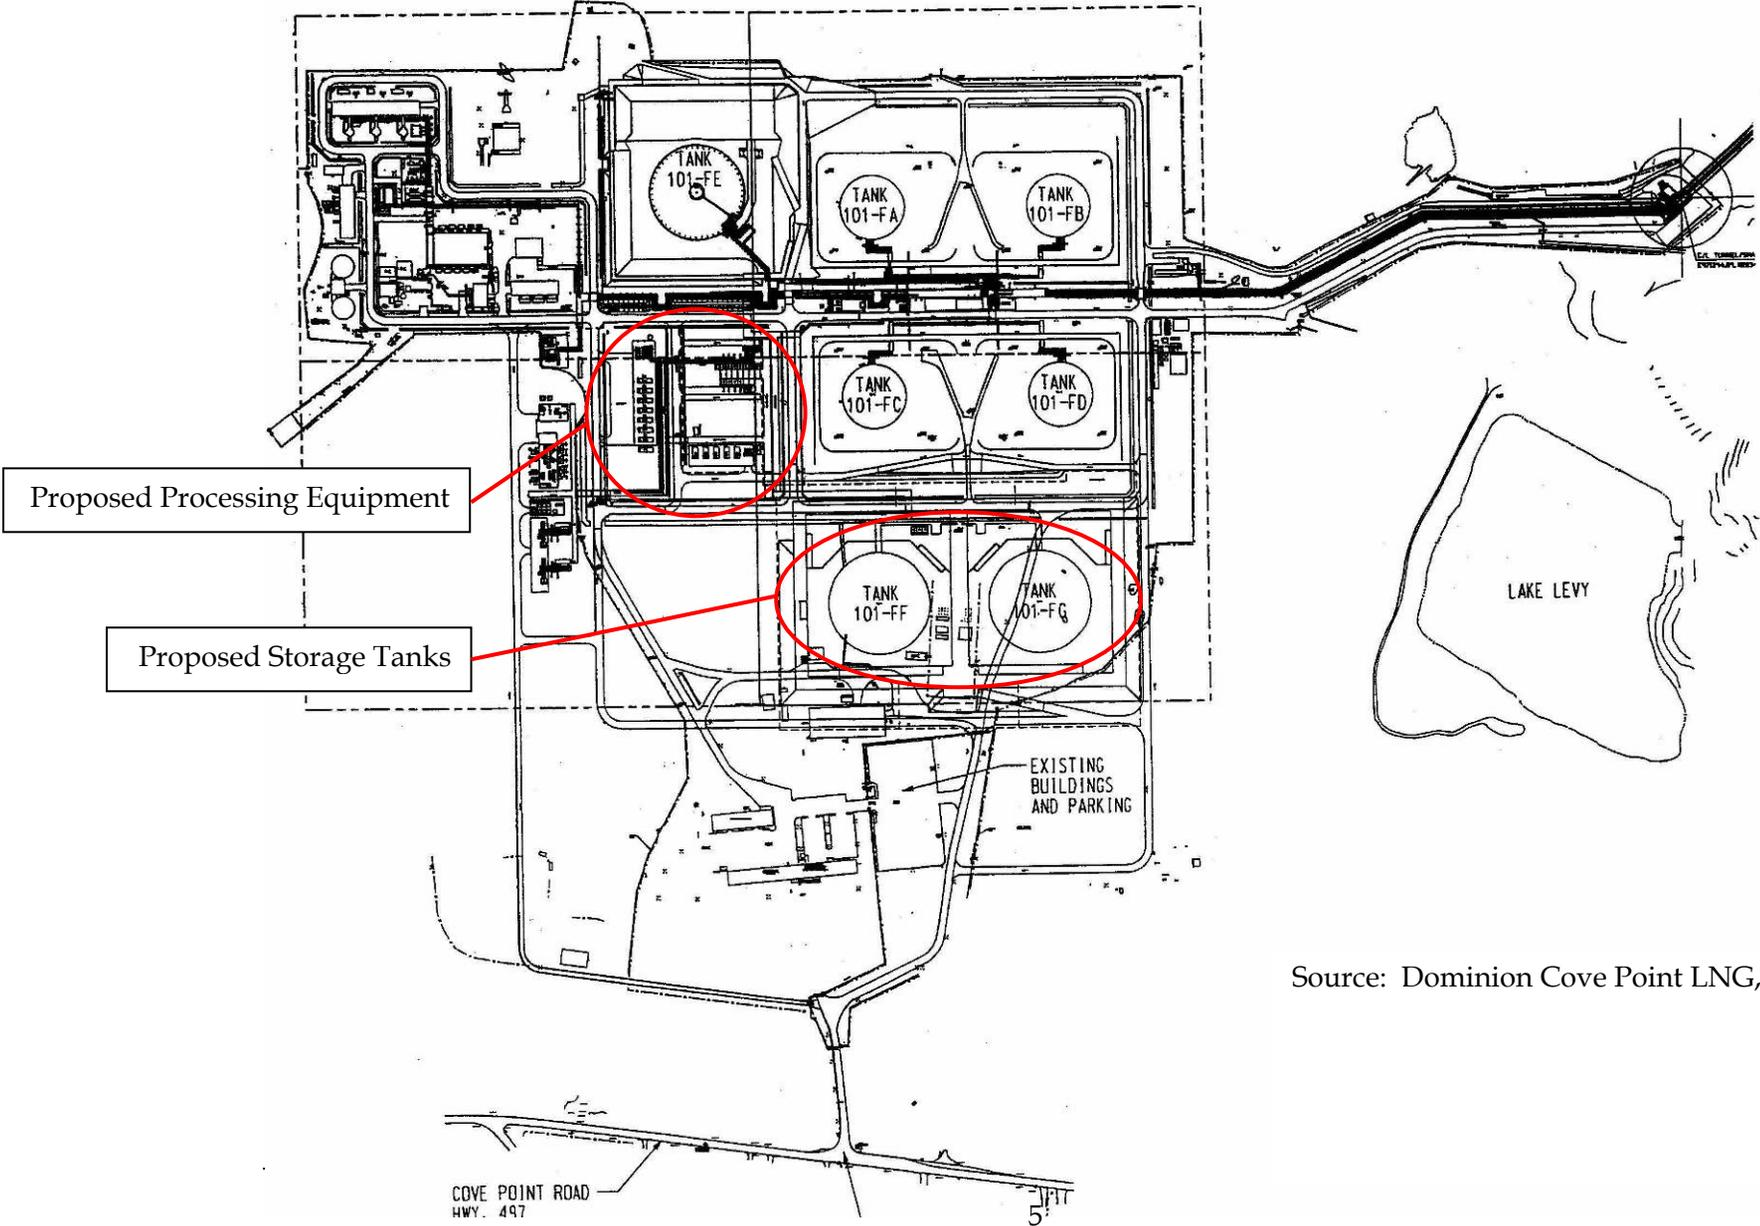 TANK
101-FE
TANK
101-FA
TANK
101-FB
TANK
101-FC
TANK
101-FD
Proposed Processing Equipment
TANK
101-FF
TANK
101-FG
LAKE LEVY
Proposed Storage Tanks
EXISTING
BUILDINGS
AND PARKING
Source: Dominion Cove Point LNG,
COVE POINT ROAD
HWY. 497
5